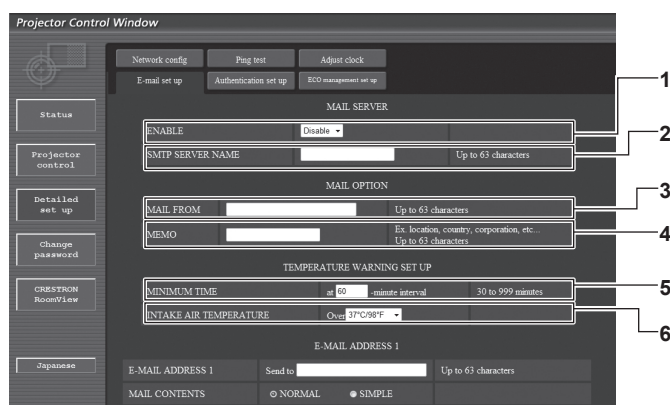 Projector Control Window
Network config Ping test Adjust clock
E-mail set up Authentication set up ECO management set up
Status
Projector control
Detailed set up
Change password
CRESTRON RoomView
Japanese
MAIL SERVER
ENABLE Disable 1
SMTP SERVER NAME Up to 63 characters 2
MAIL OPTION
MAIL FROM Up to 63 characters 3
MEMO Ex. location, country, corporation, etc... 4
Up to 63 characters
TEMPERATURE WARNING SET UP
MINIMUM TIME at 60 -minute interval 30 to 999 minutes 5
INTAKE AIR TEMPERATURE Over 37°C/98°F 6
E-MAIL ADDRESS 1
E-MAIL ADDRESS 1 Send to Up to 63 characters
MAIL CONTENTS NORMAL SIMPLE